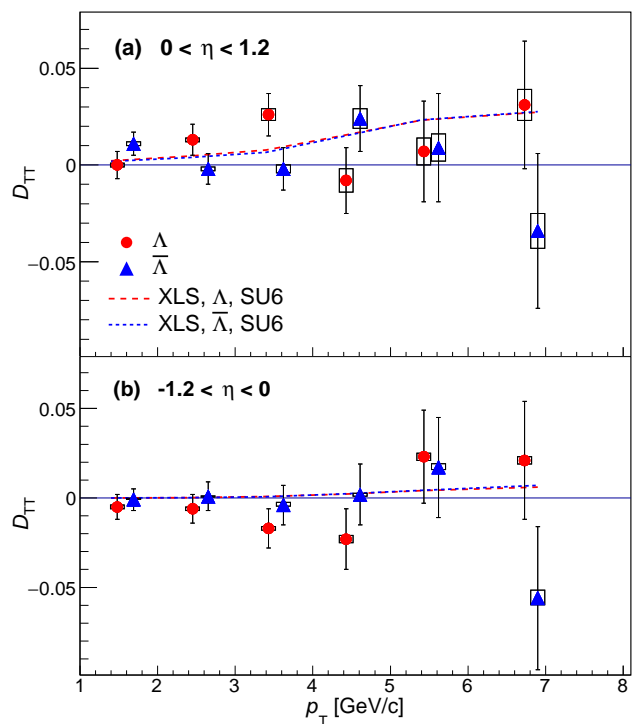 (a) 0 < η < 1.2
0.05
0
−0.05
D_TT
Λ
Λ̅
XLS, Λ, SU6
XLS, Λ̅, SU6
(b) -1.2 < η < 0
0.05
0
−0.05
D_TT
1 2 3 4 5 6 7 8
p_T [GeV/c]